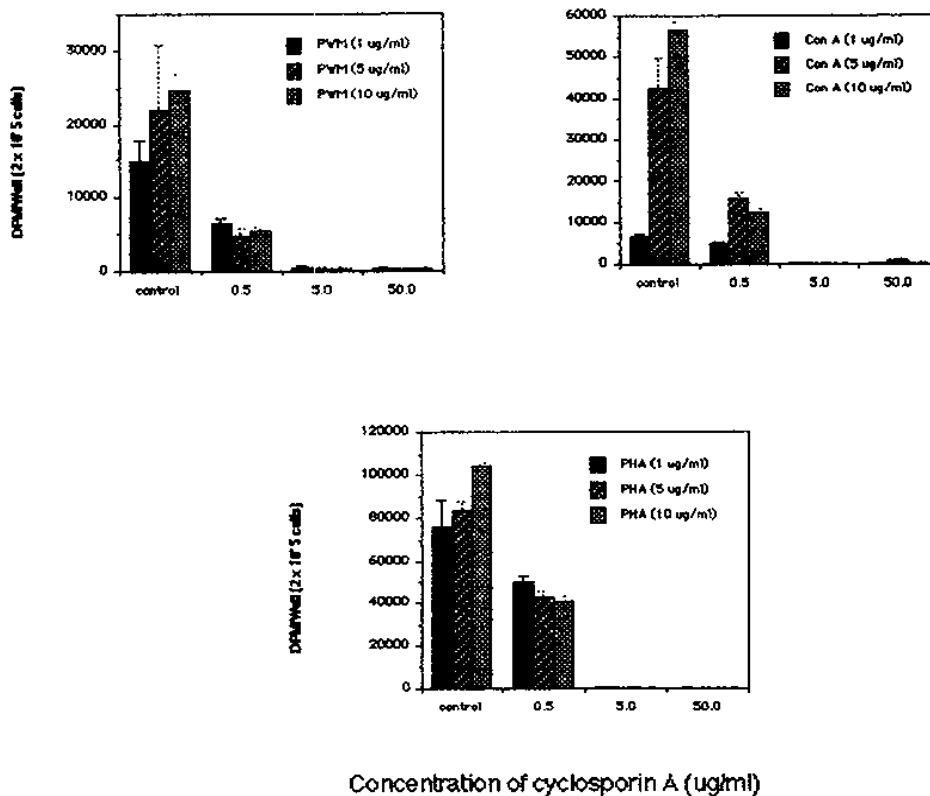 DPM/Well (2 x 10^5 cells)
30000
20000
10000
0
PWM (1 ug/ml)
PWM (5 ug/ml)
PWM (10 ug/ml)
control 0.5 5.0 50.0
60000
50000
40000
30000
20000
10000
0
Con A (1 ug/ml)
Con A (5 ug/ml)
Con A (10 ug/ml)
control 0.5 5.0 50.0
DPM/Well (2 x 10^5 cells)
120000
100000
80000
60000
40000
20000
0
PHA (1 ug/ml)
PHA (5 ug/ml)
PHA (10 ug/ml)
control 0.5 5.0 50.0
Concentration of cyclosporin A (ug/ml)